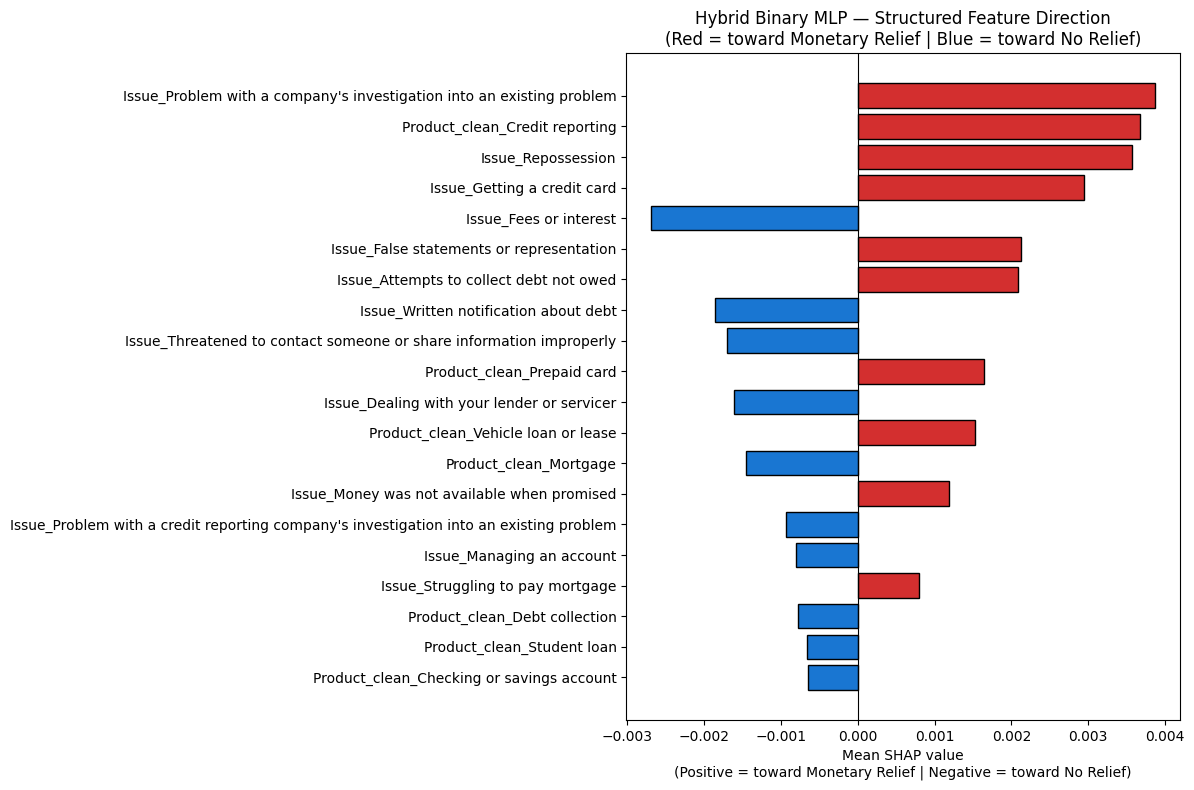 Hybrid Binary MLP — Structured Feature Direction
(Red = toward Monetary Relief | Blue = toward No Relief)
Issue_Problem with a company's investigation into an existing problem
Product_clean_Credit reporting
Issue_Repossession
Issue_Getting a credit card
Issue_Fees or interest
Issue_False statements or representation
Issue_Attempts to collect debt not owed
Issue_Written notification about debt
Issue_Threatened to contact someone or share information improperly
Product_clean_Prepaid card
Issue_Dealing with your lender or servicer
Product_clean_Vehicle loan or lease
Product_clean_Mortgage
Issue_Money was not available when promised
Issue_Problem with a credit reporting company's investigation into an existing problem
Issue_Managing an account
Issue_Struggling to pay mortgage
Product_clean_Debt collection
Product_clean_Student loan
Product_clean_Checking or savings account
−0.003 −0.002 −0.001 0.000 0.001 0.002 0.003 0.004
Mean SHAP value
(Positive = toward Monetary Relief | Negative = toward No Relief)